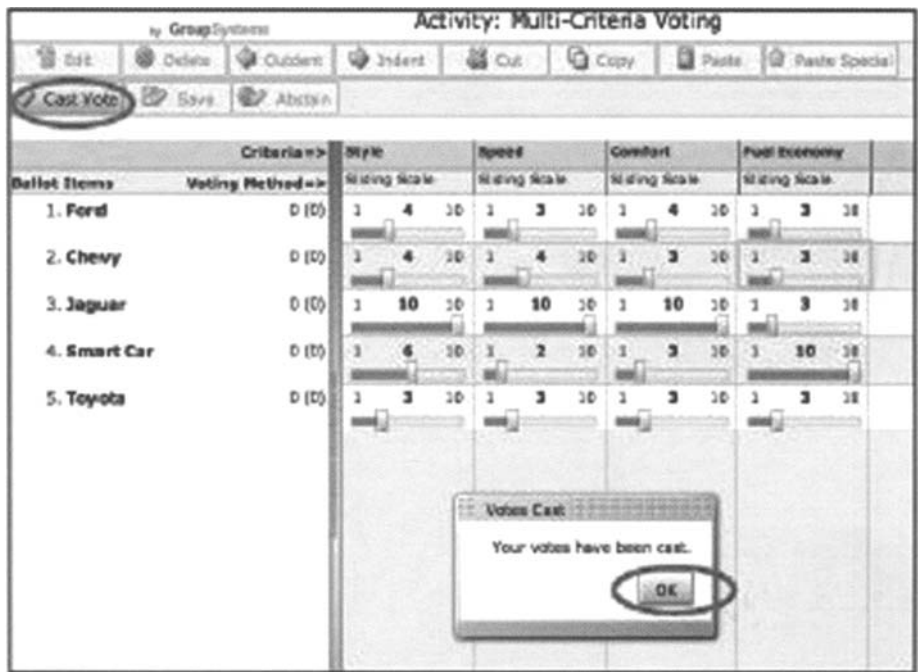 by GroupSystems
Activity: Multi-Criteria Voting
Edit Delete Outdent Indent Cut Copy Paste Paste Special
Cast Vote Save Abstain
Criteria=> Style Speed Comfort Fuel Economy
Ballot Items Voting Method=> Sliding Scale Sliding Scale Sliding Scale Sliding Scale
1. Ford 0 (0) 1 4 10 1 3 10 1 4 10 1 3 10
2. Chevy 0 (0) 1 4 10 1 4 10 1 3 10 1 3 10
3. Jaguar 0 (0) 1 10 10 1 10 10 1 10 10 1 3 10
4. Smart Car 0 (0) 1 6 10 1 2 10 1 3 10 1 10 10
5. Toyota 0 (0) 1 3 10 1 3 10 1 3 10 1 3 10
Votes Cast
Your votes have been cast.
OK